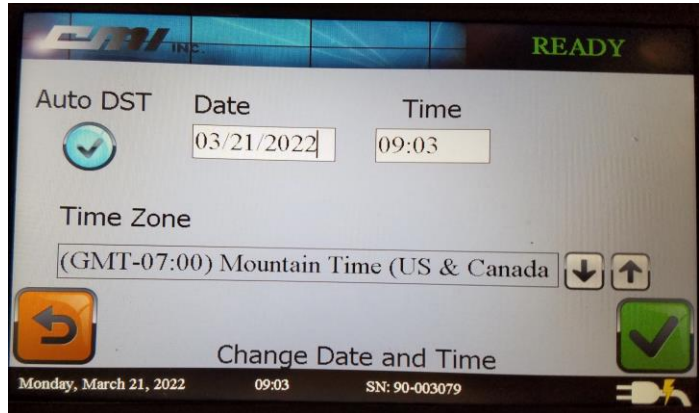 CMI INC.
READY
Auto DST Date Time
03/21/2022 09:03
Time Zone
(GMT-07:00) Mountain Time (US & Canada
Change Date and Time
Monday, March 21, 2022 09:03 SN: 90-003079